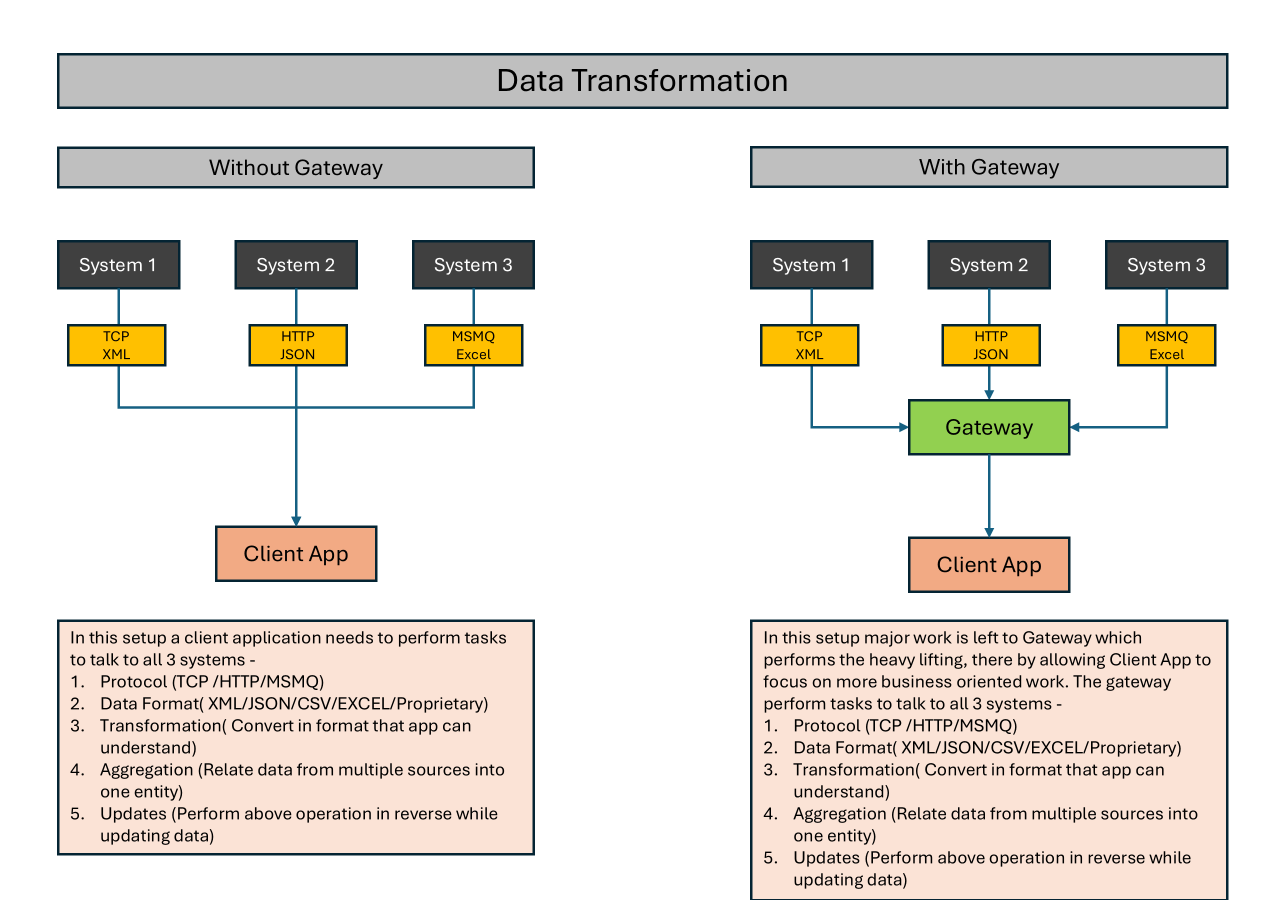 Data Transformation
Without Gateway
With Gateway
System 1
System 2
System 3
TCP
XML
HTTP
JSON
MSMQ
Excel
Client App
In this setup a client application needs to perform tasks
to talk to all 3 systems -
1. Protocol (TCP /HTTP/MSMQ)
2. Data Format( XML/JSON/CSV/EXCEL/Proprietary)
3. Transformation( Convert in format that app can
understand)
4. Aggregation (Relate data from multiple sources into
one entity)
5. Updates (Perform above operation in reverse while
updating data)
System 1
System 2
System 3
TCP
XML
HTTP
JSON
MSMQ
Excel
Gateway
Client App
In this setup major work is left to Gateway which
performs the heavy lifting, there by allowing Client App to
focus on more business oriented work. The gateway
perform tasks to talk to all 3 systems -
1. Protocol (TCP /HTTP/MSMQ)
2. Data Format( XML/JSON/CSV/EXCEL/Proprietary)
3. Transformation( Convert in format that app can
understand)
4. Aggregation (Relate data from multiple sources into
one entity)
5. Updates (Perform above operation in reverse while
updating data)